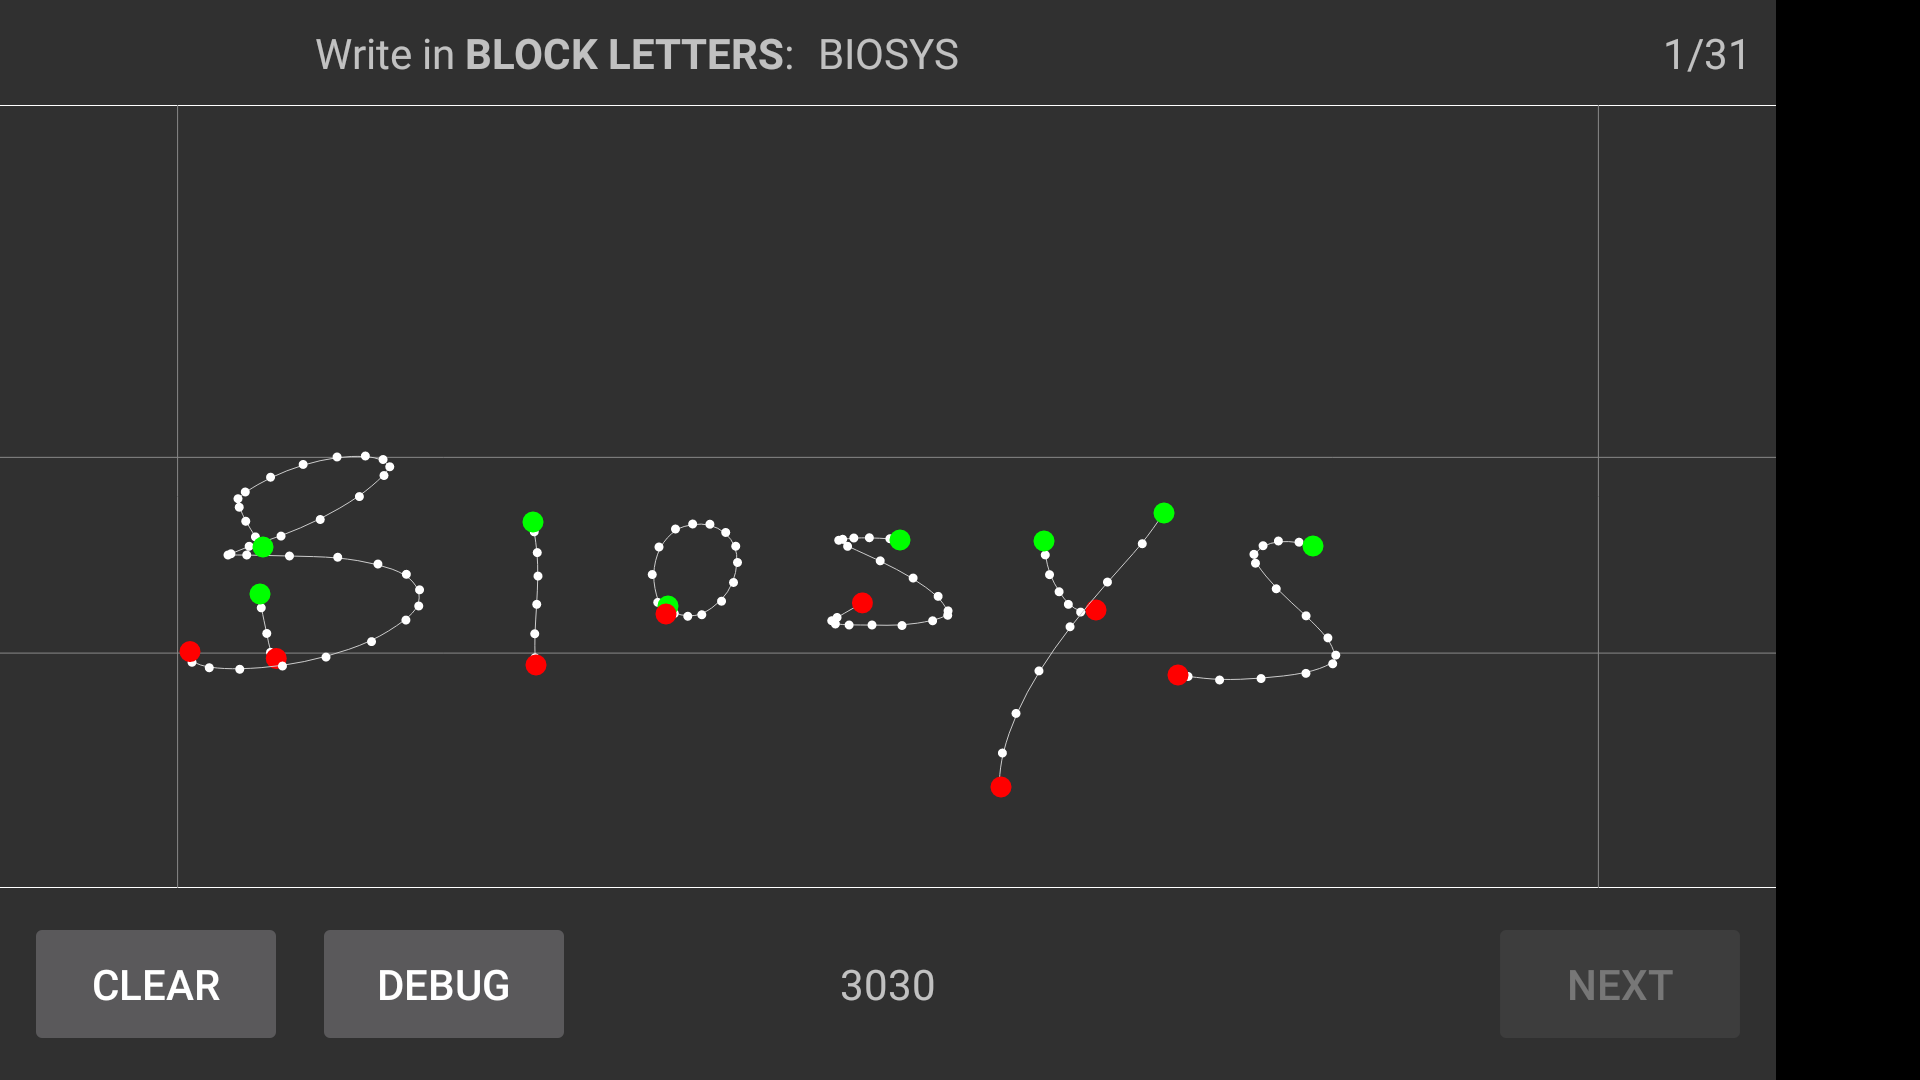 Write in BLOCK LETTERS: BIOSYS 1/31
BIOSYS
CLEAR DEBUG 3030 NEXT